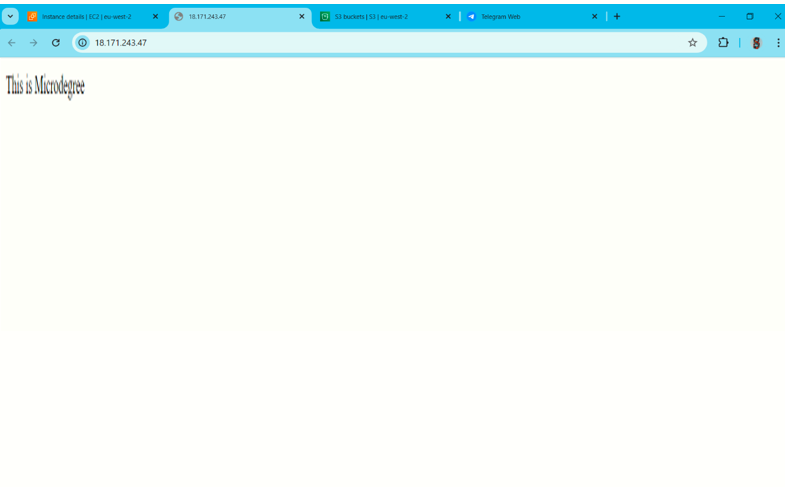 Instance details | EC2 | eu-west-2
18.171.243.47
S3 buckets | S3 | eu-west-2
Telegram Web
18.171.243.47
This is Microdegree